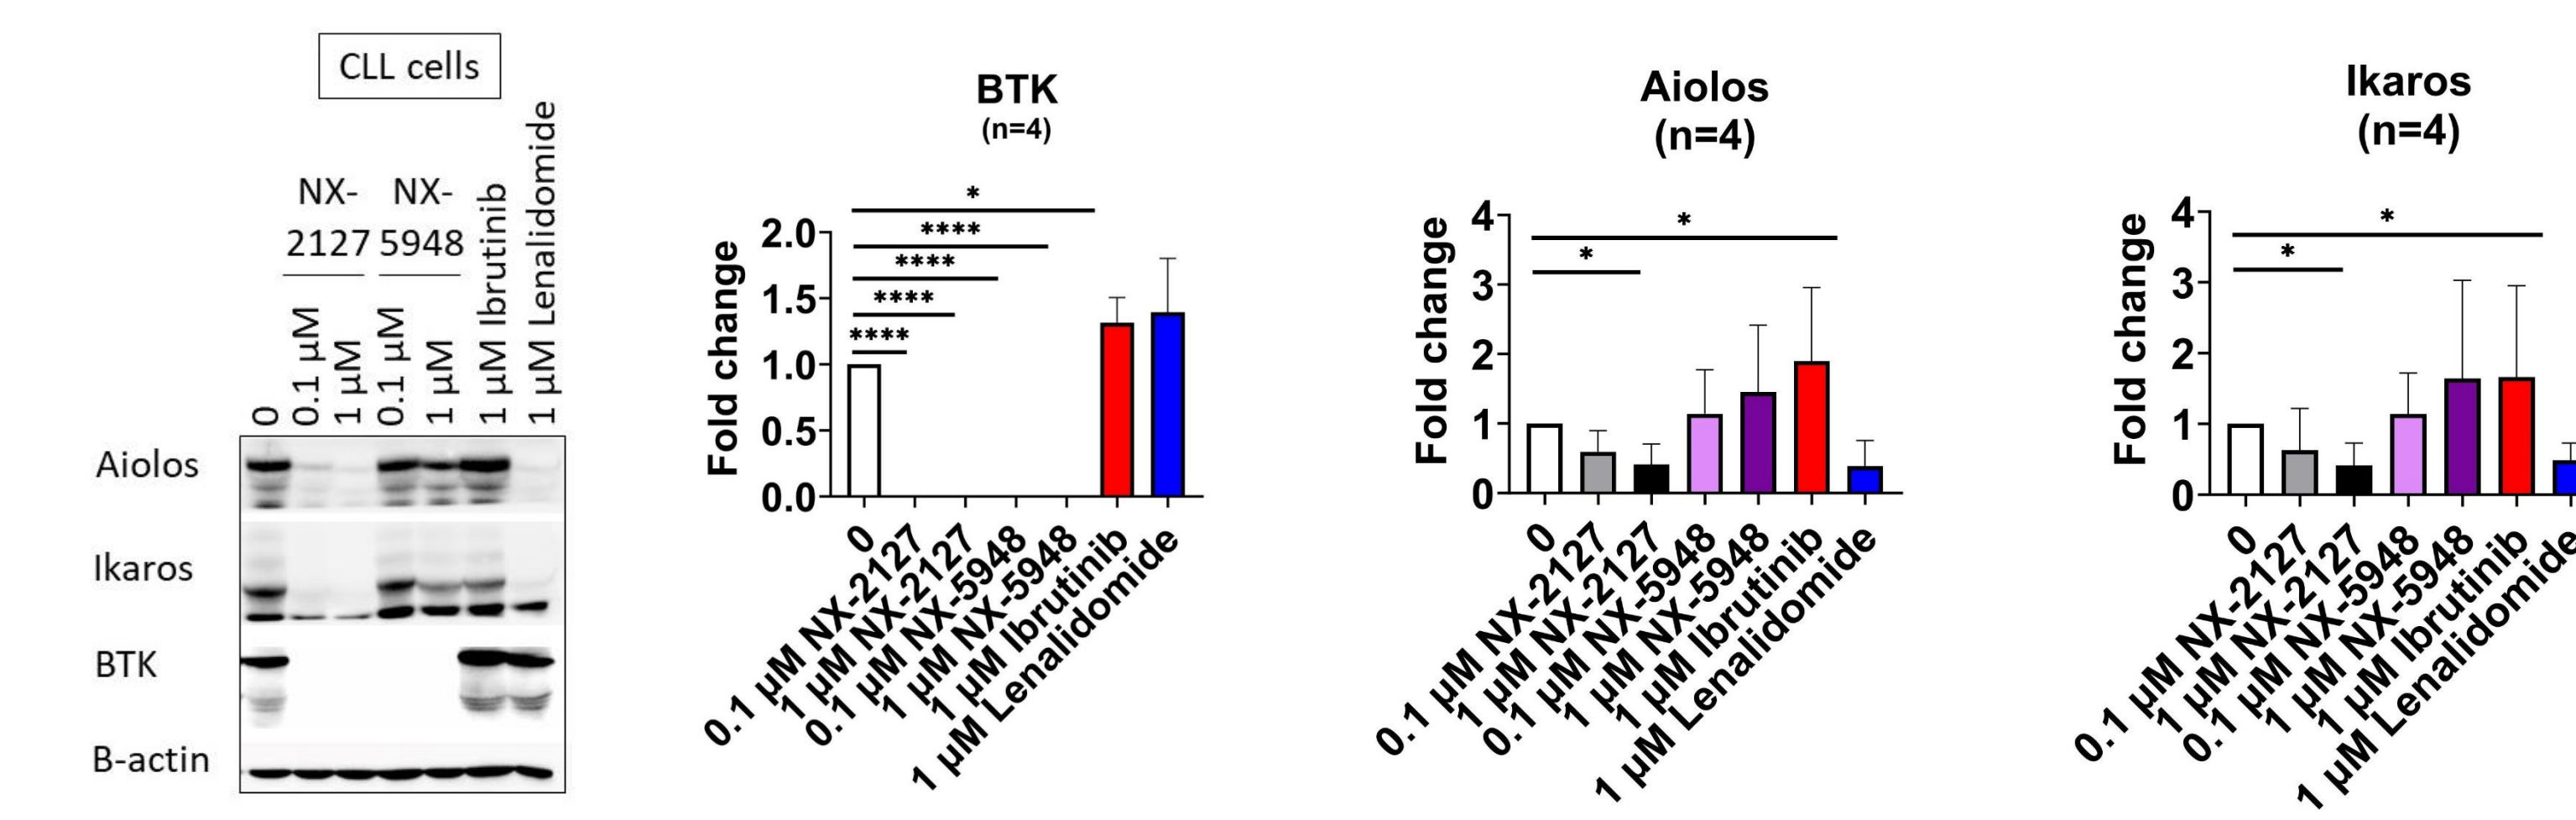 CLL cells
NX-
2127
NX-
5948
0
0.1 µM
1 µM
0.1 µM
1 µM
1 µM Ibrutinib
1 µM Lenalidomide
Aiolos
Ikaros
BTK
B-actin
BTK
(n=4)
Fold change
2.0
1.5
1.0
0.5
0.0
*
****
****
****
****
0
0.1 µM NX-2127
1 µM NX-2127
0.1 µM NX-5948
1 µM NX-5948
1 µM Ibrutinib
1 µM Lenalidomide
Aiolos
(n=4)
Fold change
4
3
2
1
0
*
*
0
0.1 µM NX-2127
1 µM NX-2127
0.1 µM NX-5948
1 µM NX-5948
1 µM Ibrutinib
1 µM Lenalidomide
Ikaros
(n=4)
Fold change
4
3
2
1
0
*
*
0
0.1 µM NX-2127
1 µM NX-2127
0.1 µM NX-5948
1 µM NX-5948
1 µM Ibrutinib
1 µM Lenalidomide